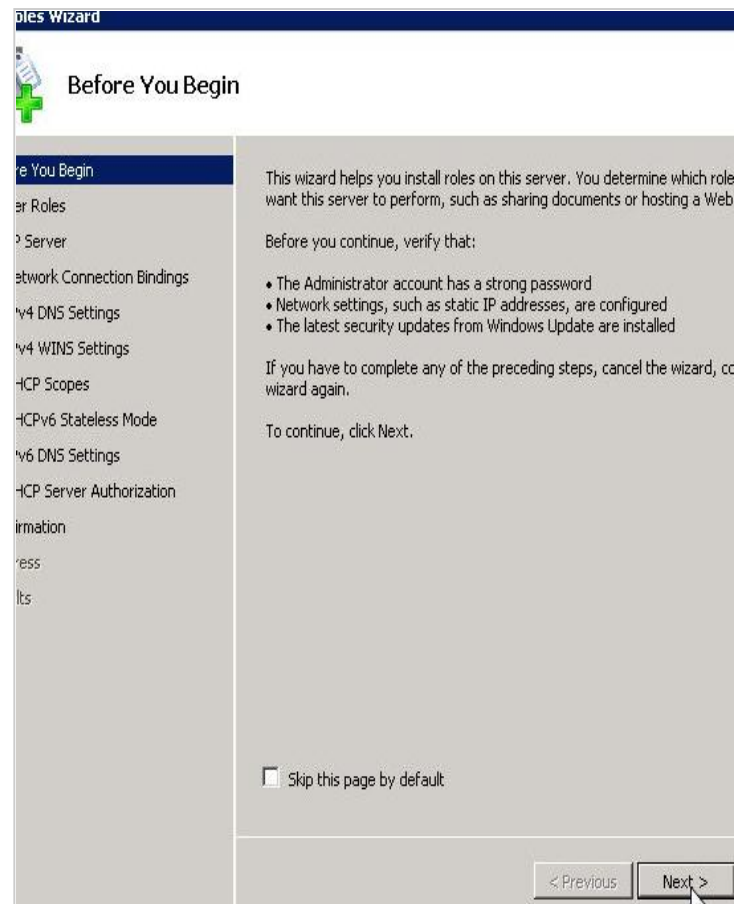 oles Wizard
Before You Begin
re You Begin
er Roles
P Server
etwork Connection Bindings
v4 DNS Settings
v4 WINS Settings
HCP Scopes
HCPv6 Stateless Mode
v6 DNS Settings
HCP Server Authorization
irmation
ress
lts
This wizard helps you install roles on this server. You determine which role
want this server to perform, such as sharing documents or hosting a Web
Before you continue, verify that:
• The Administrator account has a strong password
• Network settings, such as static IP addresses, are configured
• The latest security updates from Windows Update are installed
If you have to complete any of the preceding steps, cancel the wizard, co
wizard again.
To continue, click Next.
Skip this page by default
< Previous
Next >